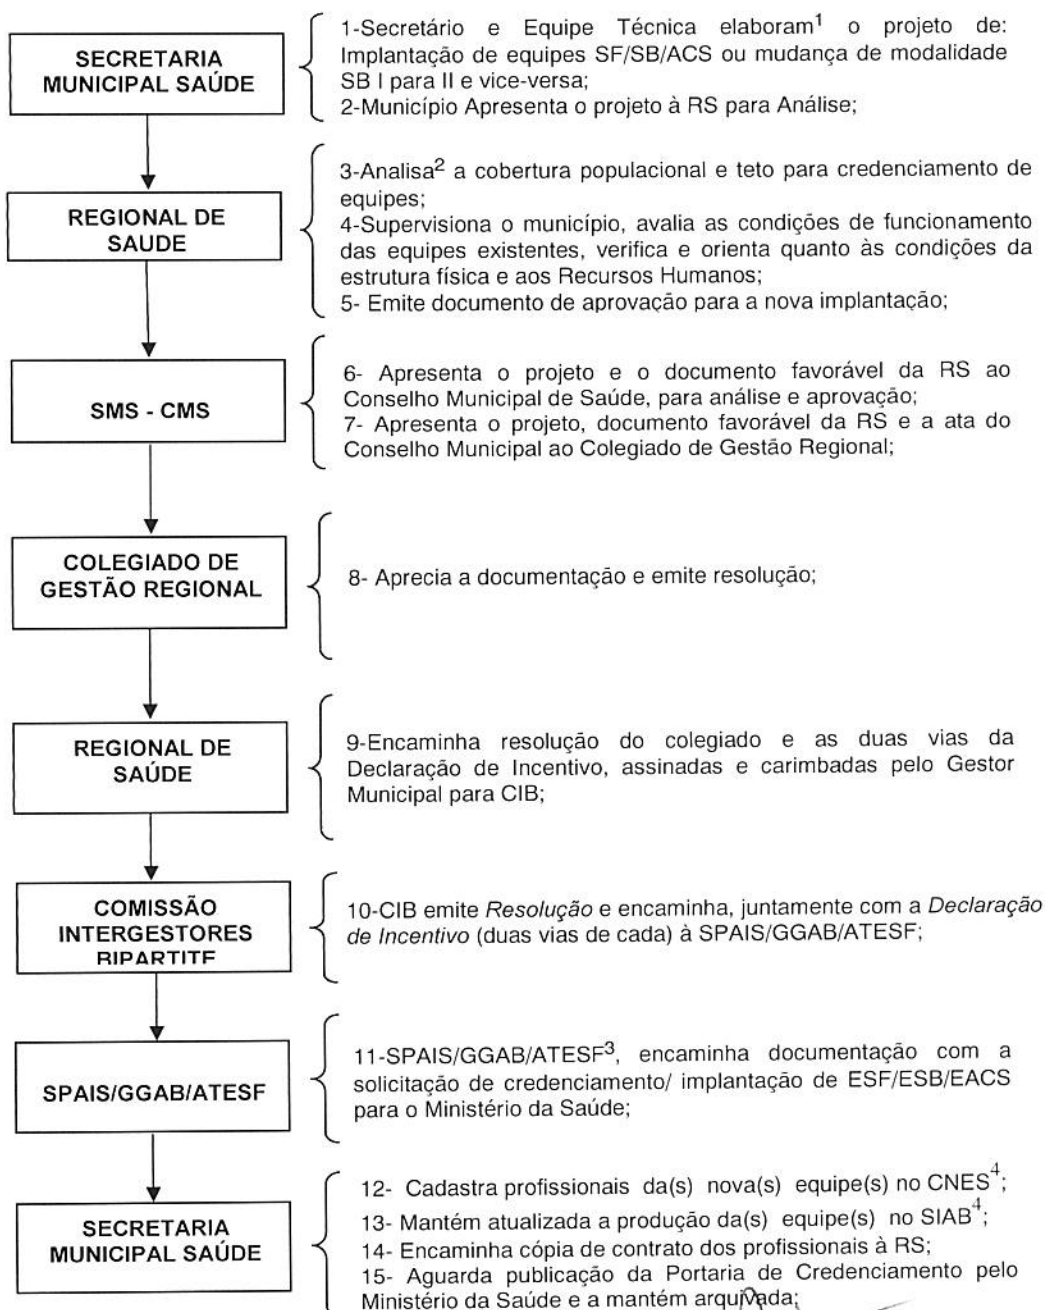 SECRETARIA
MUNICIPAL SAÚDE
1-Secretário e Equipe Técnica elaboram¹ o projeto de:
Implantação de equipes SF/SB/ACS ou mudança de modalidade
SB I para II e vice-versa;
2-Município Apresenta o projeto à RS para Análise;
REGIONAL DE
SAUDE
3-Analisa² a cobertura populacional e teto para credenciamento de
equipes;
4-Supervisiona o município, avalia as condições de funcionamento
das equipes existentes, verifica e orienta quanto às condições da
estrutura física e aos Recursos Humanos;
5- Emite documento de aprovação para a nova implantação;
SMS - CMS
6- Apresenta o projeto e o documento favorável da RS ao
Conselho Municipal de Saúde, para análise e aprovação;
7- Apresenta o projeto, documento favorável da RS e a ata do
Conselho Municipal ao Colegiado de Gestão Regional;
COLEGIADO DE
GESTÃO REGIONAL
8- Aprecia a documentação e emite resolução;
REGIONAL DE
SAÚDE
9-Encaminha resolução do colegiado e as duas vias da
Declaração de Incentivo, assinadas e carimbadas pelo Gestor
Municipal para CIB;
COMISSÃO
INTERGESTORES
BIPARTITE
10-CIB emite Resolução e encaminha, juntamente com a Declaração
de Incentivo (duas vias de cada) à SPAIS/GGAB/ATESF;
SPAIS/GGAB/ATESF
11-SPAIS/GGAB/ATESF³, encaminha documentação com a
solicitação de credenciamento/ implantação de ESF/ESB/EACS
para o Ministério da Saúde;
SECRETARIA
MUNICIPAL SAÚDE
12- Cadastra profissionais da(s) nova(s) equipe(s) no CNES⁴;
13- Mantém atualizada a produção da(s) equipe(s) no SIAB⁴;
14- Encaminha cópia de contrato dos profissionais à RS;
15- Aguarda publicação da Portaria de Credenciamento pelo
Ministério da Saúde e a mantém arquivada;